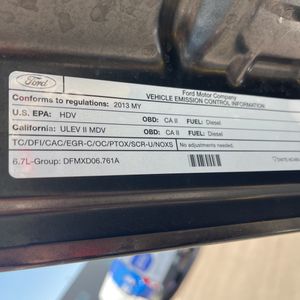 Ford
Ford Motor Company
VEHICLE EMISSION CONTROL INFORMATION
Conforms to regulations: 2013 MY
U.S. EPA: HDV OBD: CA II Fuel: Diesel
California: ULEV II MDV OBD: CA II Fuel: Diesel
TC/DFI/CAC/EGR-C/OC/PTOX/SCR-U/NOXS No adjustments needed.
6.7L-Group: DFMXD06.761A